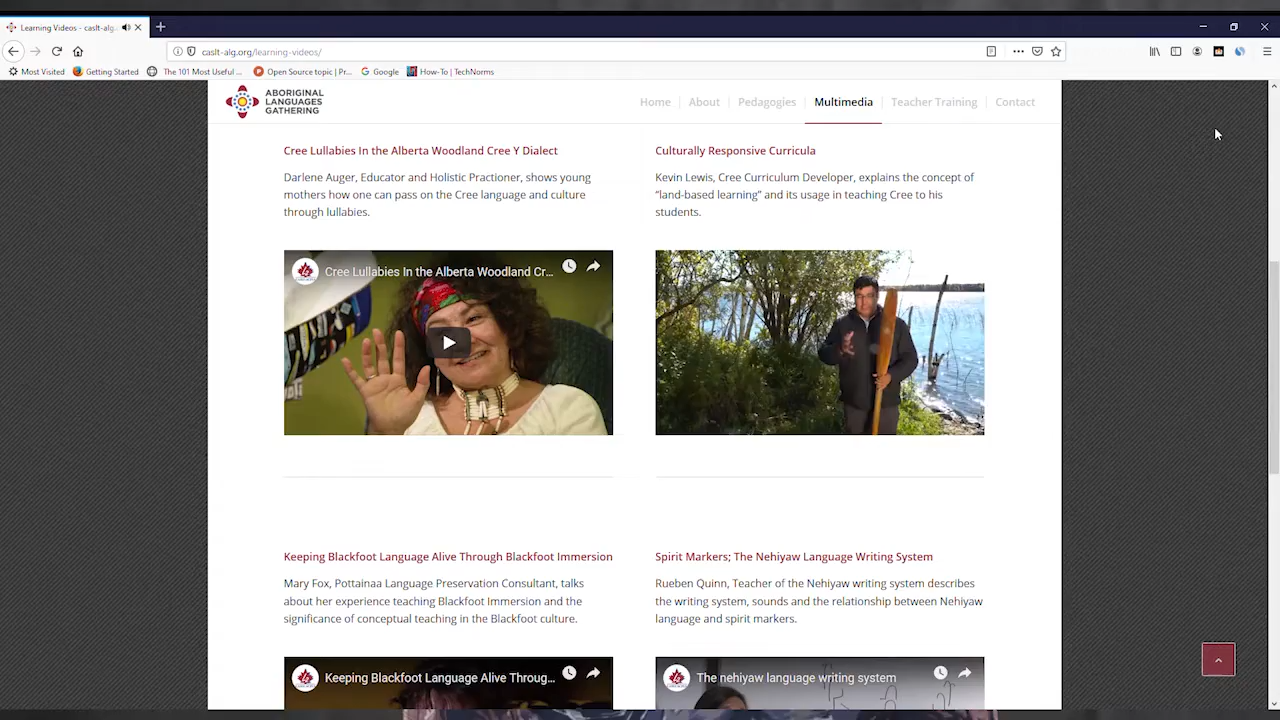 Learning Videos - caslt-alg.
caslt-alg.org/learning-videos/
Most Visited
Getting Started
The 101 Most Useful ...
Open Source topic | Pr...
Google
How-To | TechNorms
ABORIGINAL
LANGUAGES
GATHERING
Home
About
Pedagogies
Multimedia
Teacher Training
Contact
Cree Lullabies In the Alberta Woodland Cree Y Dialect
Darlene Auger, Educator and Holistic Practioner, shows young
mothers how one can pass on the Cree language and culture
through lullabies.
Cree Lullabies In the Alberta Woodland Cr...
Culturally Responsive Curricula
Kevin Lewis, Cree Curriculum Developer, explains the concept of
“land-based learning” and its usage in teaching Cree to his
students.
Keeping Blackfoot Language Alive Through Blackfoot Immersion
Mary Fox, Pottainaa Language Preservation Consultant, talks
about her experience teaching Blackfoot Immersion and the
significance of conceptual teaching in the Blackfoot culture.
Keeping Blackfoot Language Alive Throug...
Spirit Markers; The Nehiyaw Language Writing System
Rueben Quinn, Teacher of the Nehiyaw writing system describes
the writing system, sounds and the relationship between Nehiyaw
language and spirit markers.
The nehiyaw language writing system